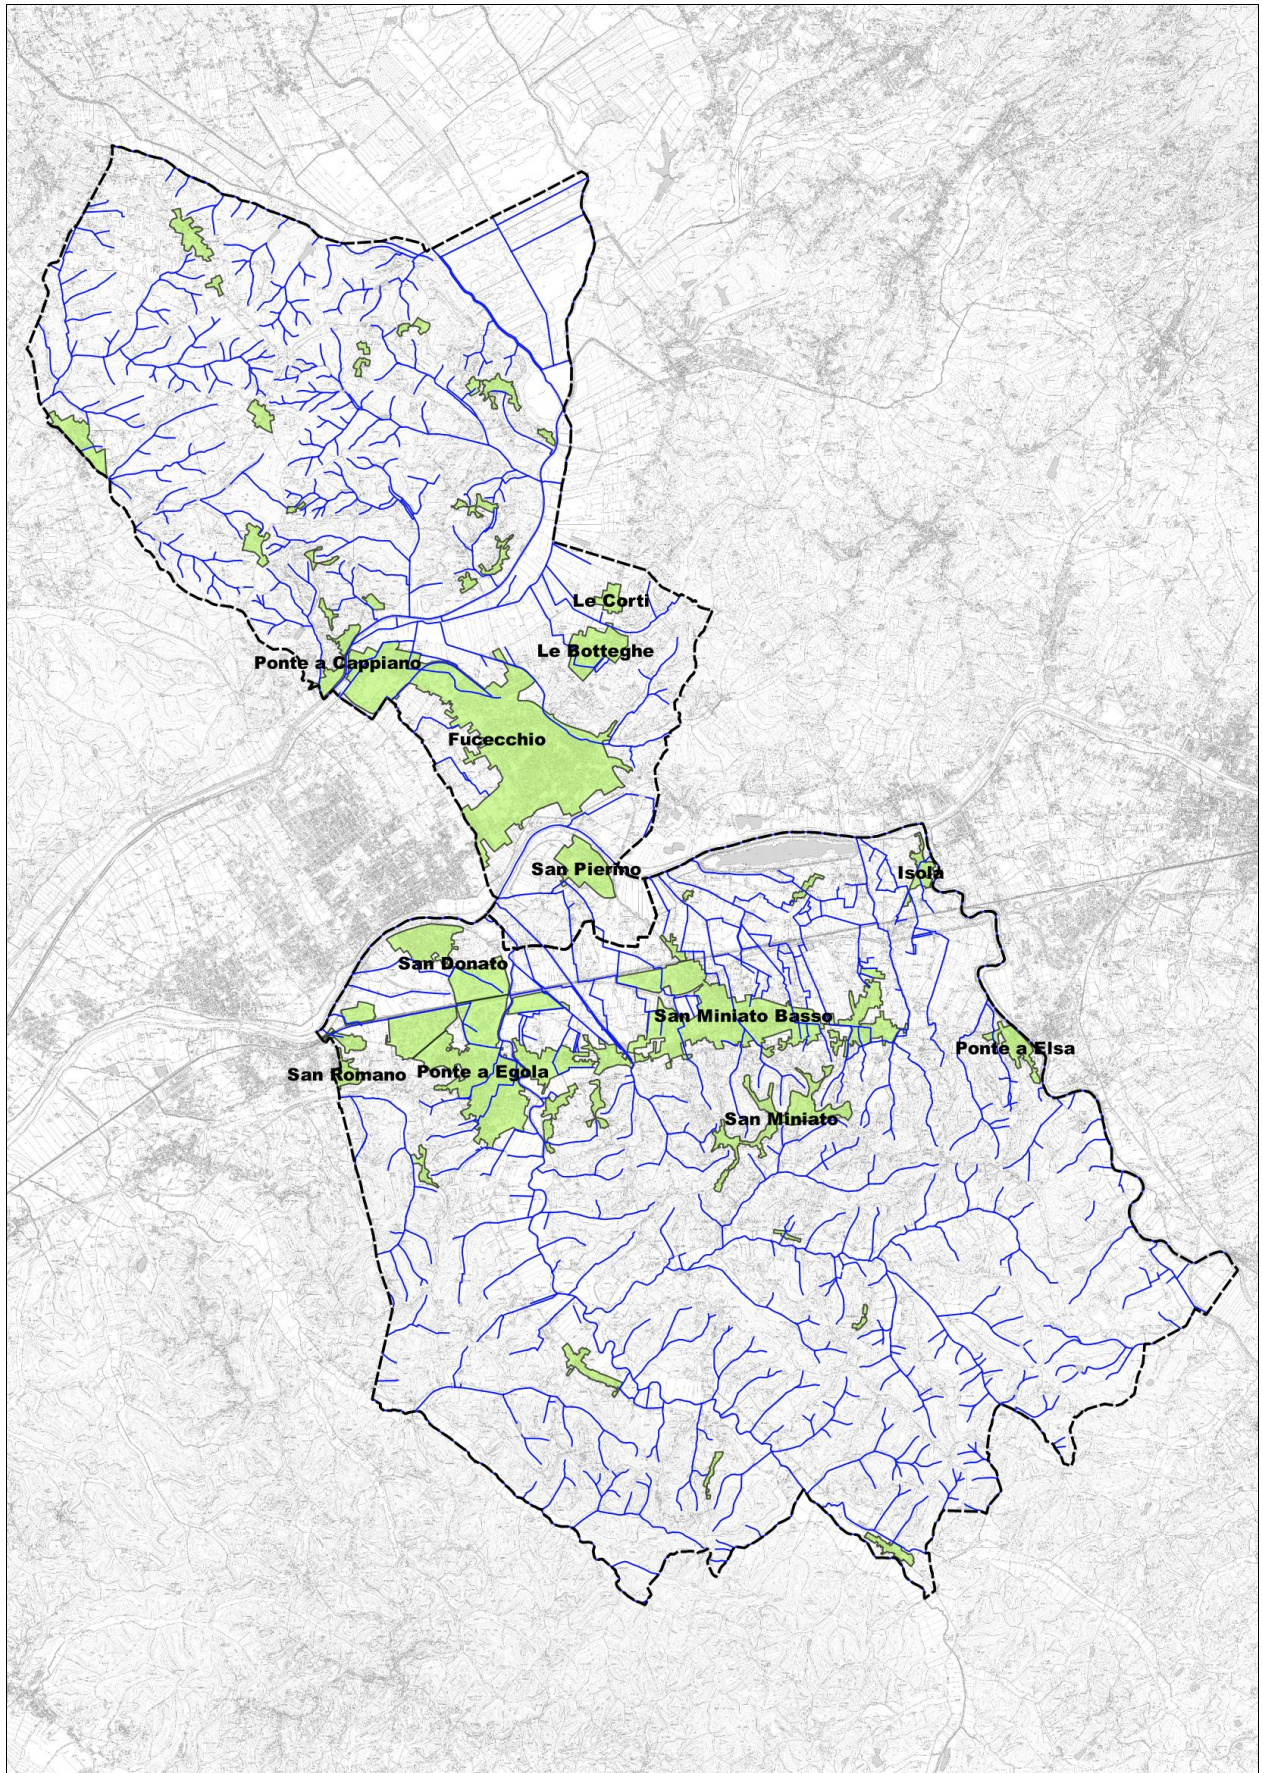 Le Corti
Le Botteghe
Ponte a Cappiano
Fucecchio
San Pierino
Isola
San Donato
San Miniato Basso
Ponte a Elsa
San Romano
Ponte a Egola
San Miniato